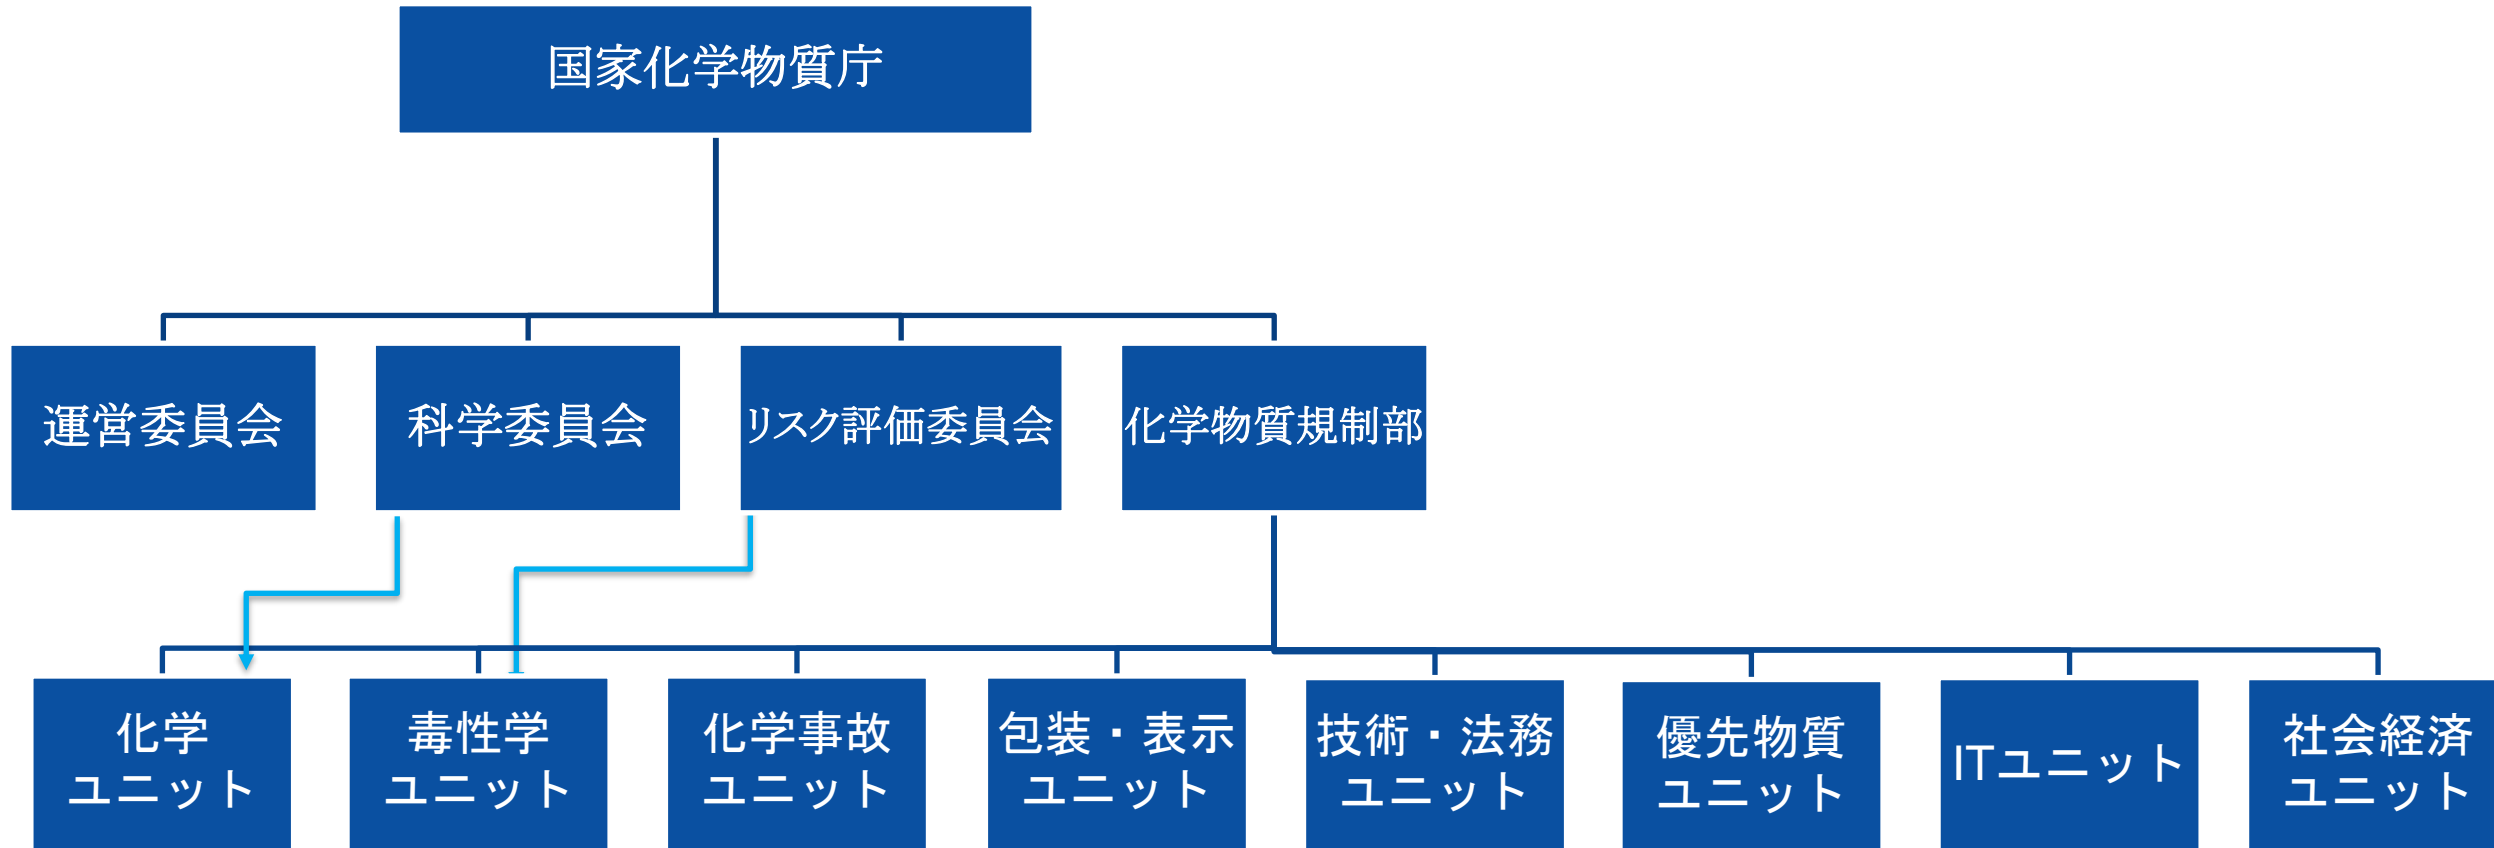 国家化学物質庁
運営委員会
科学委員会
リスク評価委員会
化学物質規制部
化学
ユニット
毒性学
ユニット
化学事故
ユニット
包装・表示
ユニット
技術・法務
ユニット
優先物質
ユニット
ITユニット
社会経済
ユニット